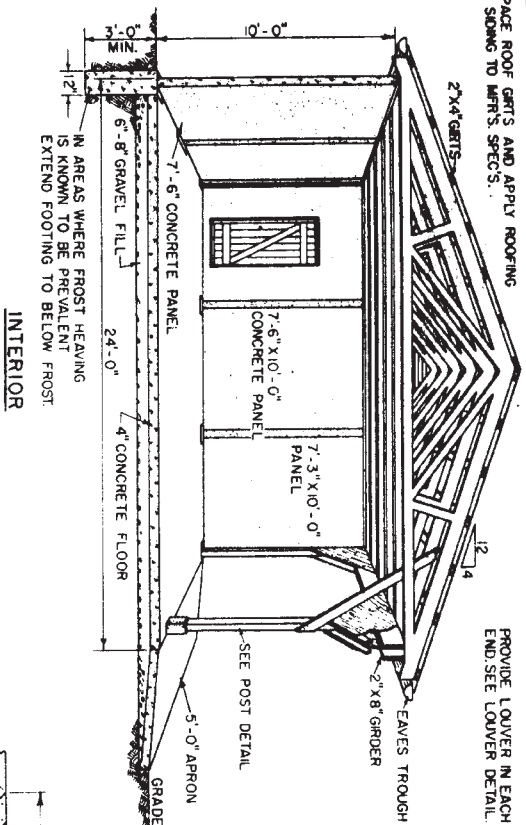 PACE ROOF GIRTS AND APPLY ROOFING
SIDING TO MFR'S. SPEC'S..
2"X4" GIRTS
PROVIDE LOUVER IN EACH
END. SEE LOUVER DETAIL.
12
4
EAVES TROUGH
2"X8" GIRDER
10'-0"
7'-3"X10'-0"
PANEL
7'-6"X10'-0"
CONCRETE PANEL
SEE POST DETAIL
5'-0" APRON
GRADE
7'-6" CONCRETE PANEL
3'-0"
MIN.
12"
6"-8" GRAVEL FILL
24'-0"
4" CONCRETE FLOOR
IN AREAS WHERE FROST HEAVING
IS KNOWN TO BE PREVALENT
EXTEND FOOTING TO BELOW FROST.
INTERIOR